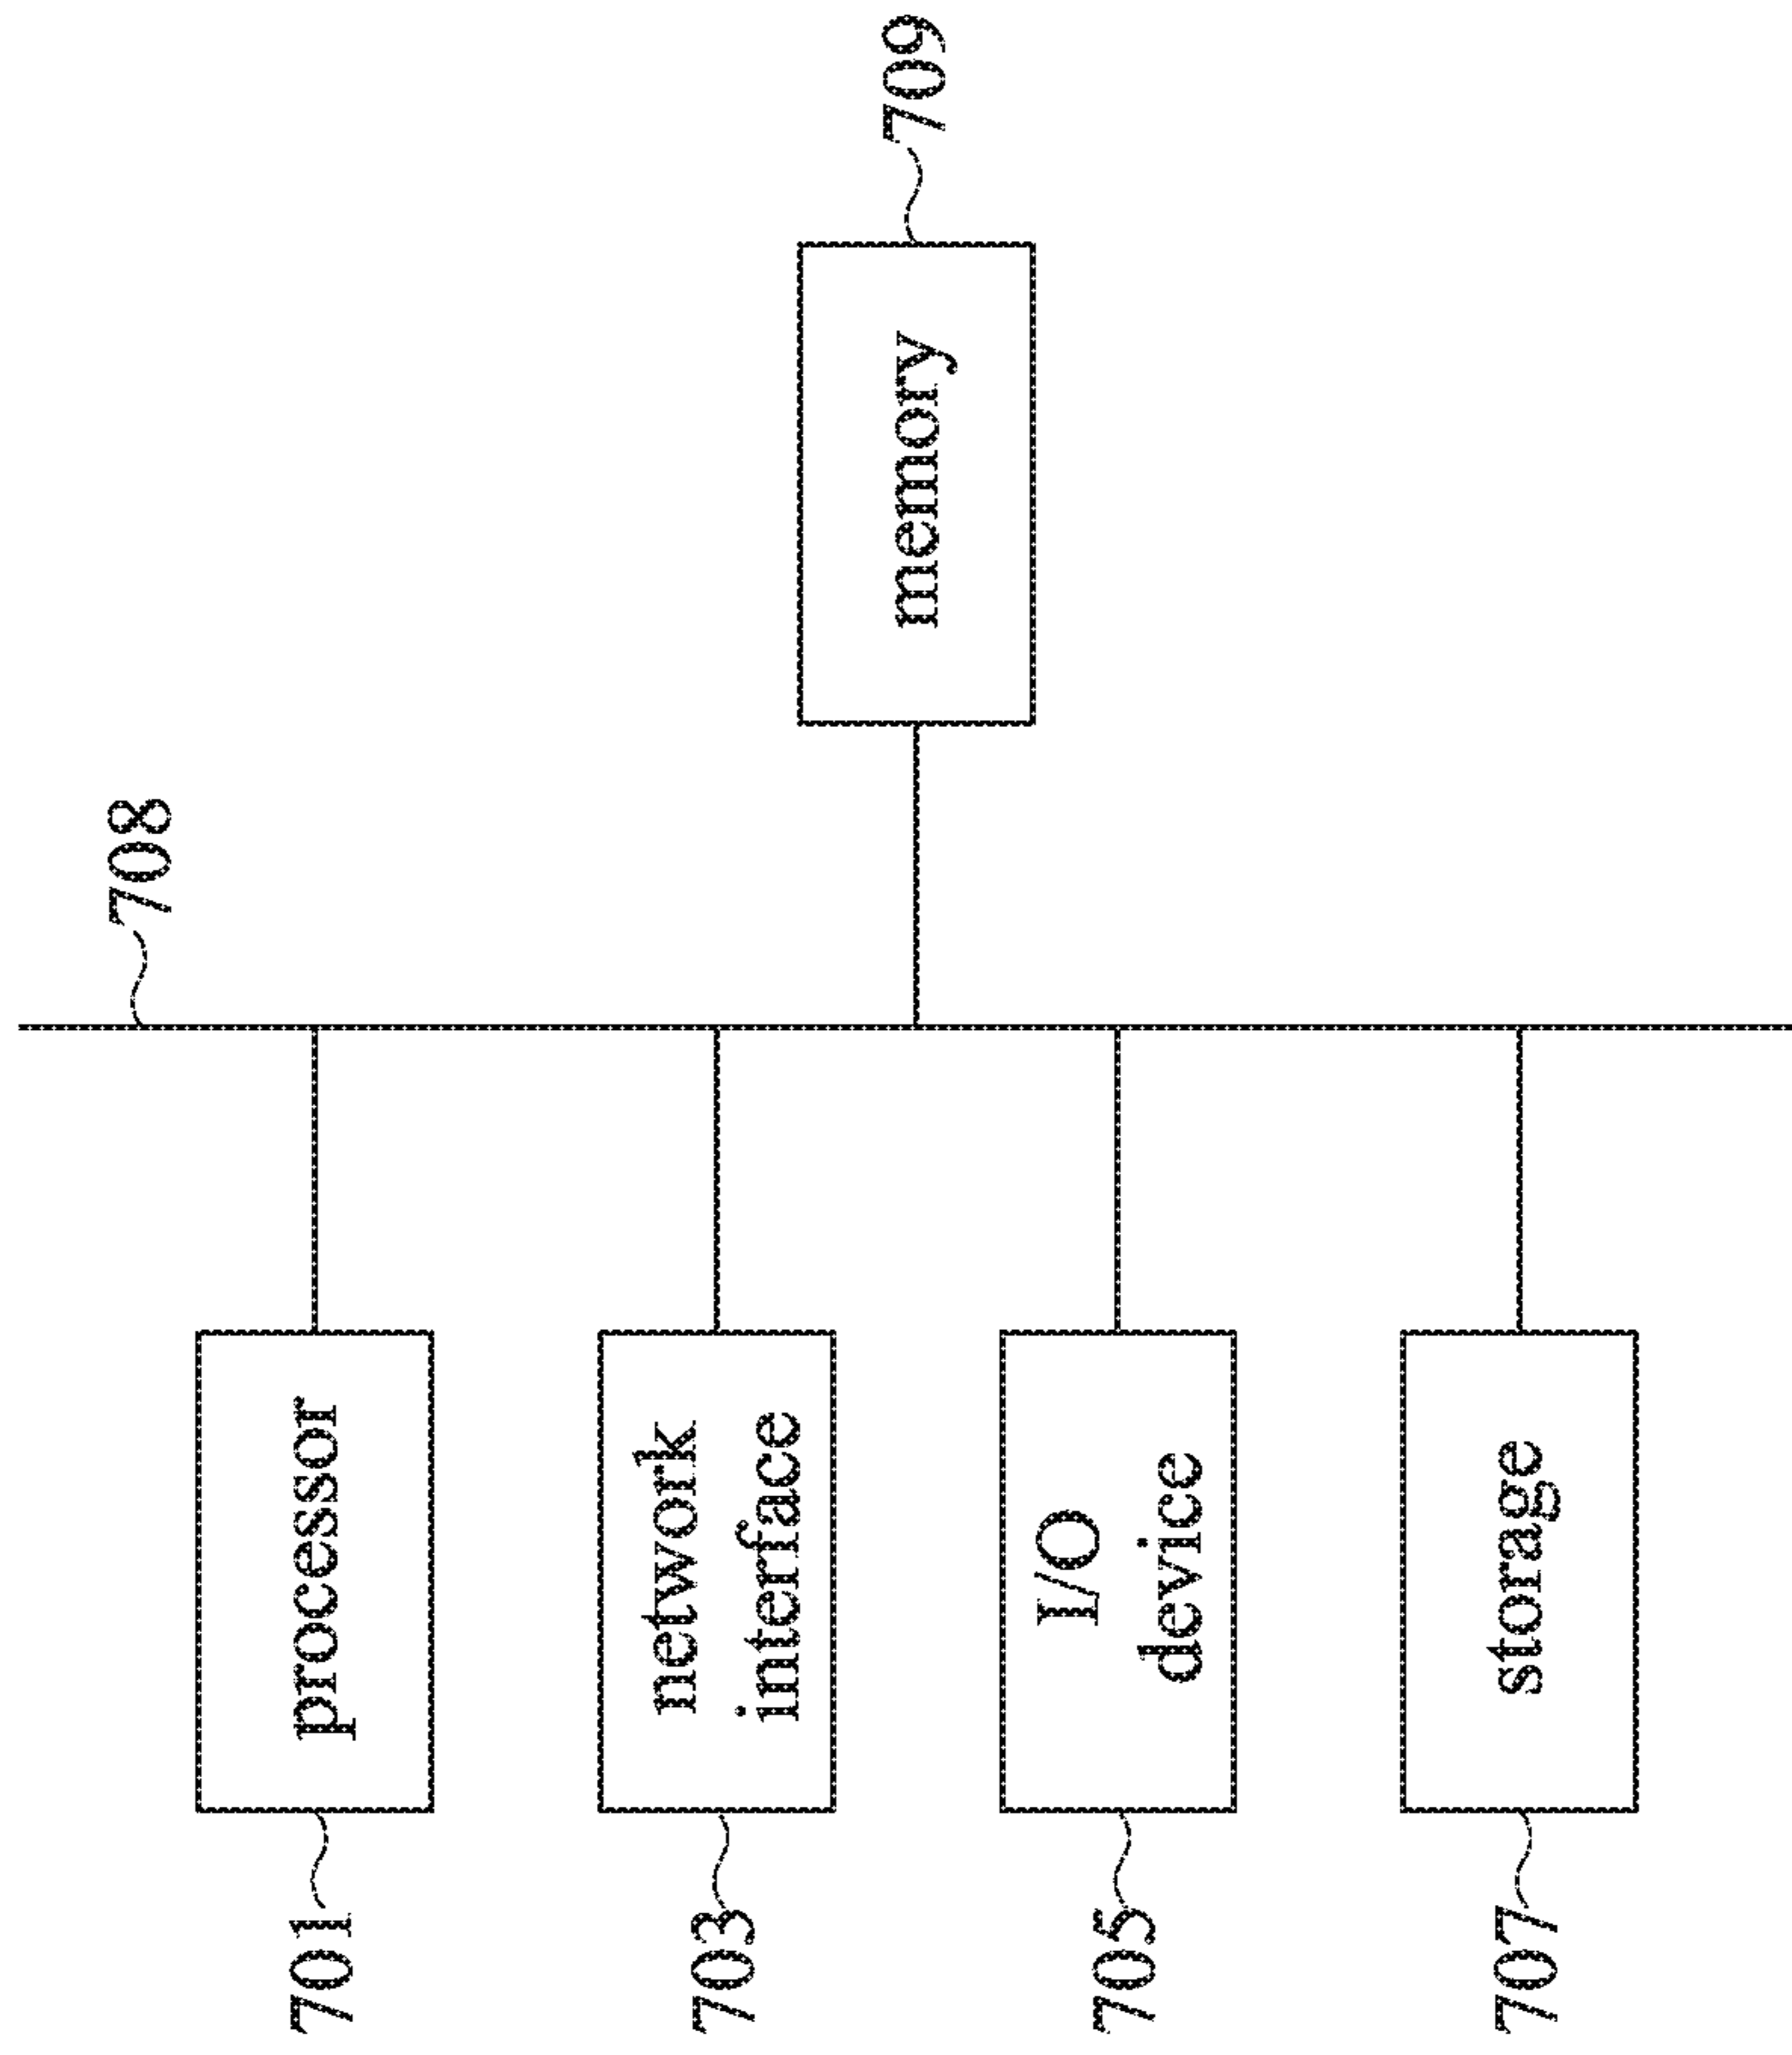 701
processor
703
network
interface
705
I/O
device
707
storage
708
memory
709